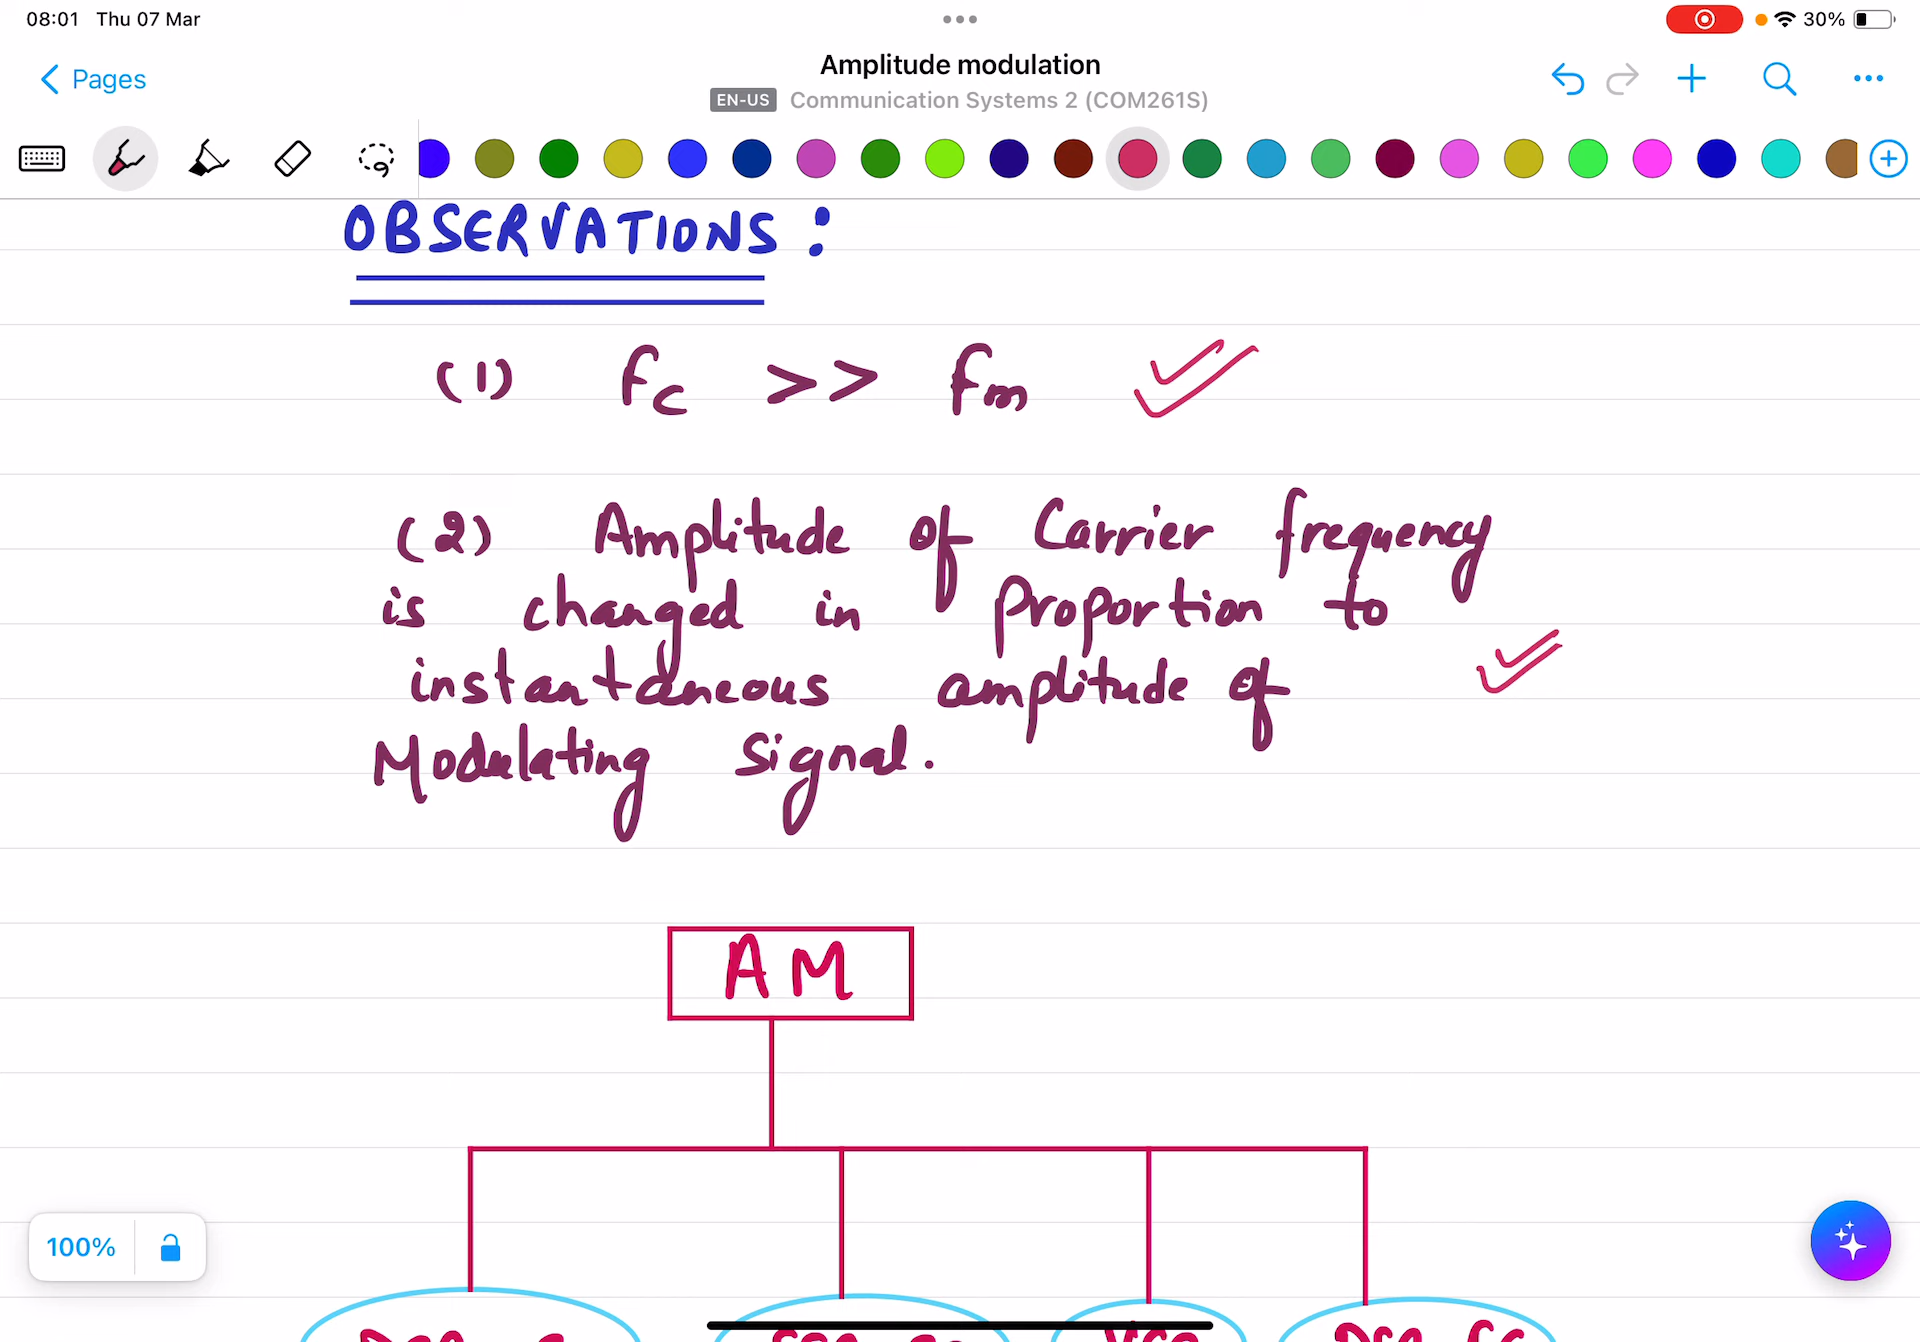 08:01 Thu 07 Mar
30%
Pages
Amplitude modulation
EN-US Communication Systems 2 (COM261S)
OBSERVATIONS :
(1) fc >> fm
(2) Amplitude of Carrier frequency
is changed in proportion to
instantaneous amplitude of
Modulating Signal.
AM
100%